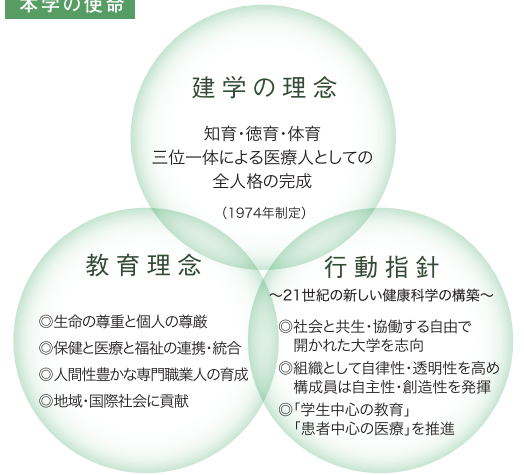 本学の使命
建学の理念
知育・徳育・体育
三位一体による医療人としての
全人格の完成
（1974年制定）
教育理念
◎生命の尊重と個人の尊厳
◎保健と医療と福祉の連携・統合
◎人間性豊かな専門職業人の育成
◎地域・国際社会に貢献
行動指針
〜21世紀の新しい健康科学の構築〜
◎社会と共生・協働する自由で
開かれた大学を志向
◎組織として自律性・透明性を高め
構成員は自主性・創造性を発揮
◎「学生中心の教育」
「患者中心の医療」を推進